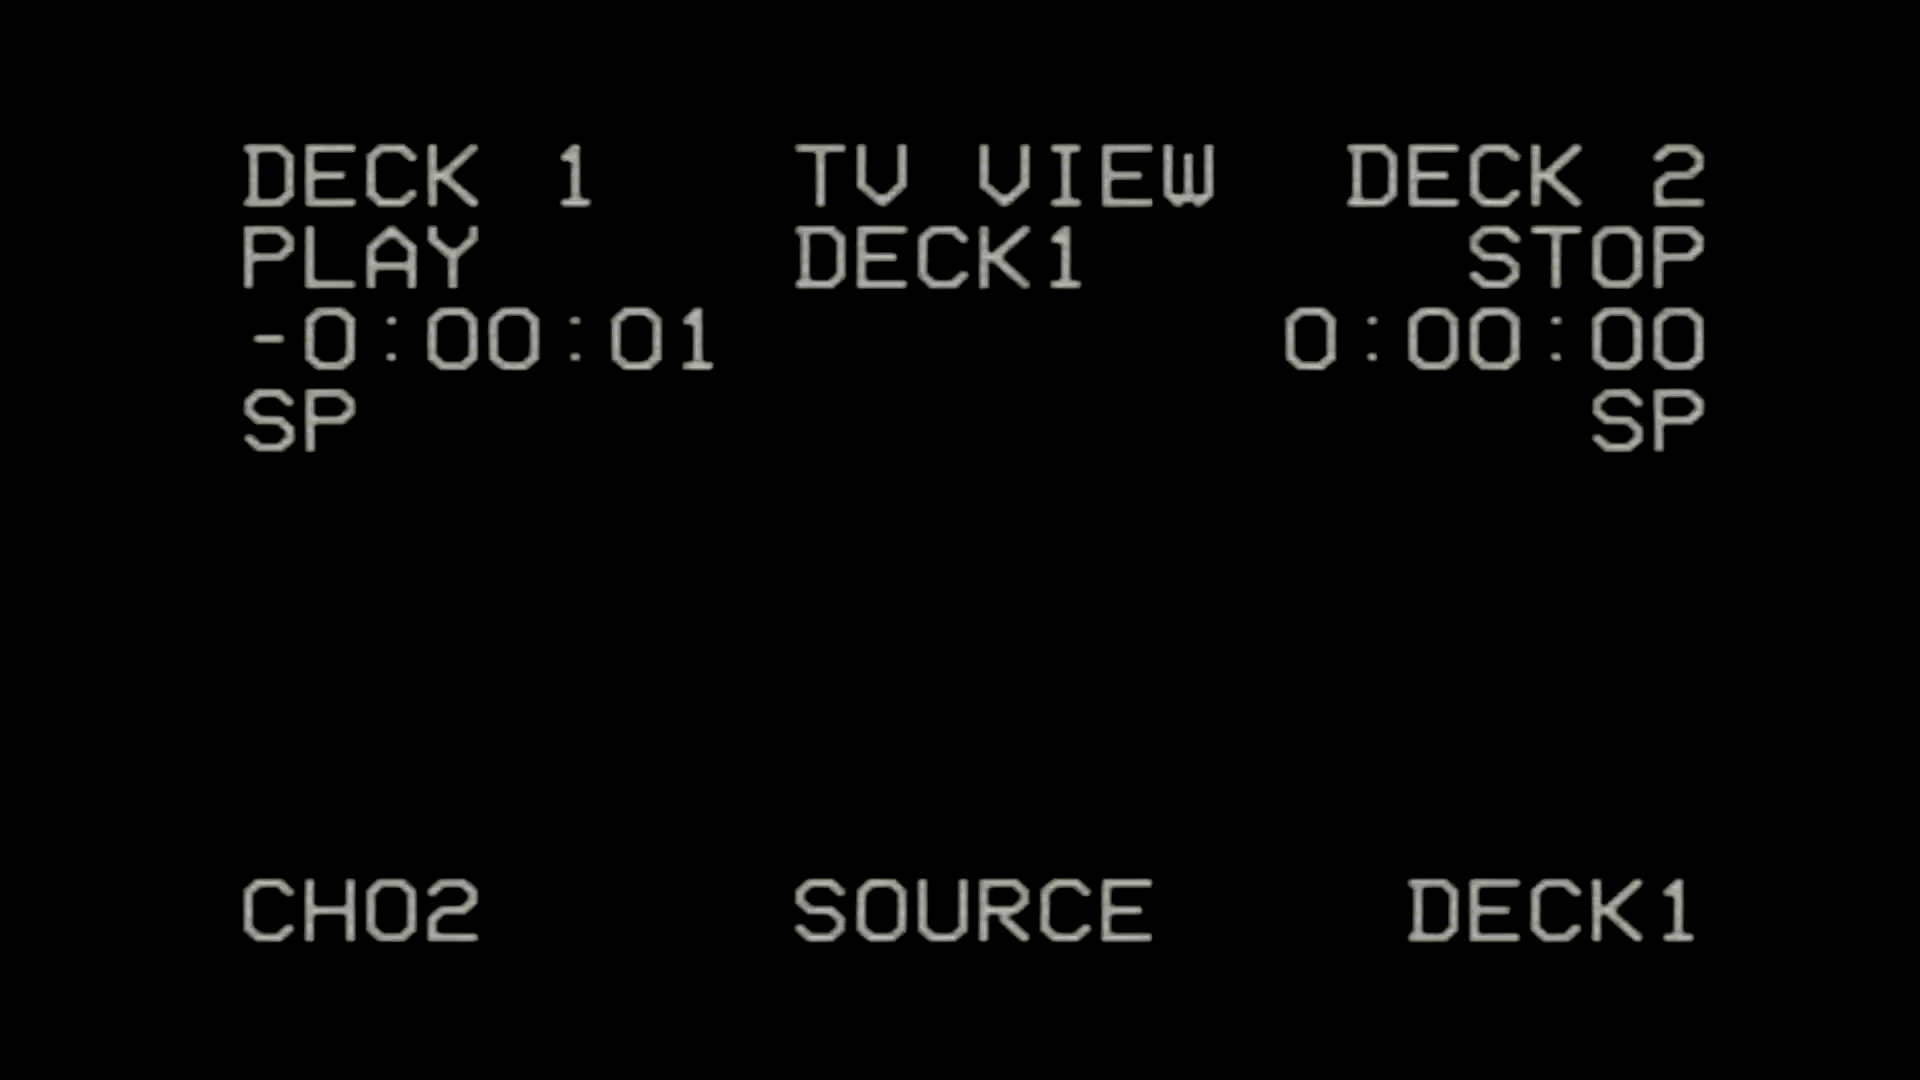 DECK 1 TV VIEW DECK 2
PLAY DECK1 STOP
-0:00:01 0:00:00
SP SP
CH02 SOURCE DECK1